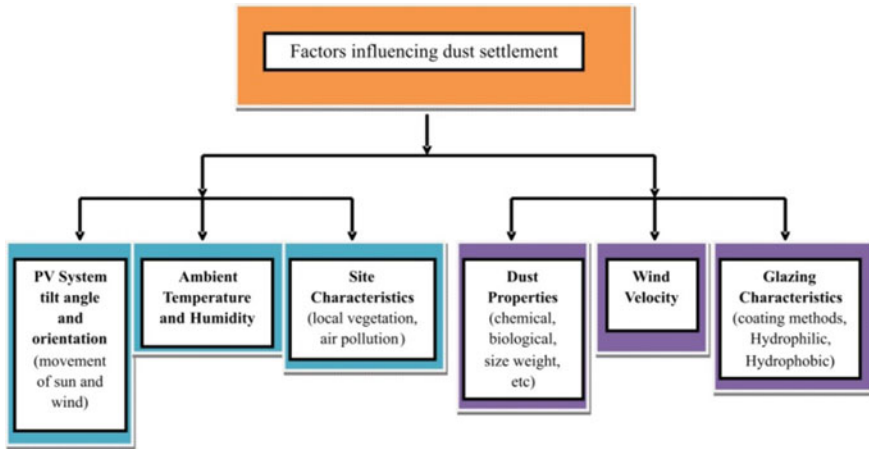 Factors influencing dust settlement
PV System
tilt angle
and
orientation
(movement
of sun and
wind)
Ambient
Temperature
and Humidity
Site
Characteristics
(local vegetation,
air pollution)
Dust
Properties
(chemical,
biological,
size weight,
etc)
Wind
Velocity
Glazing
Characteristics
(coating methods,
Hydrophilic,
Hydrophobic)